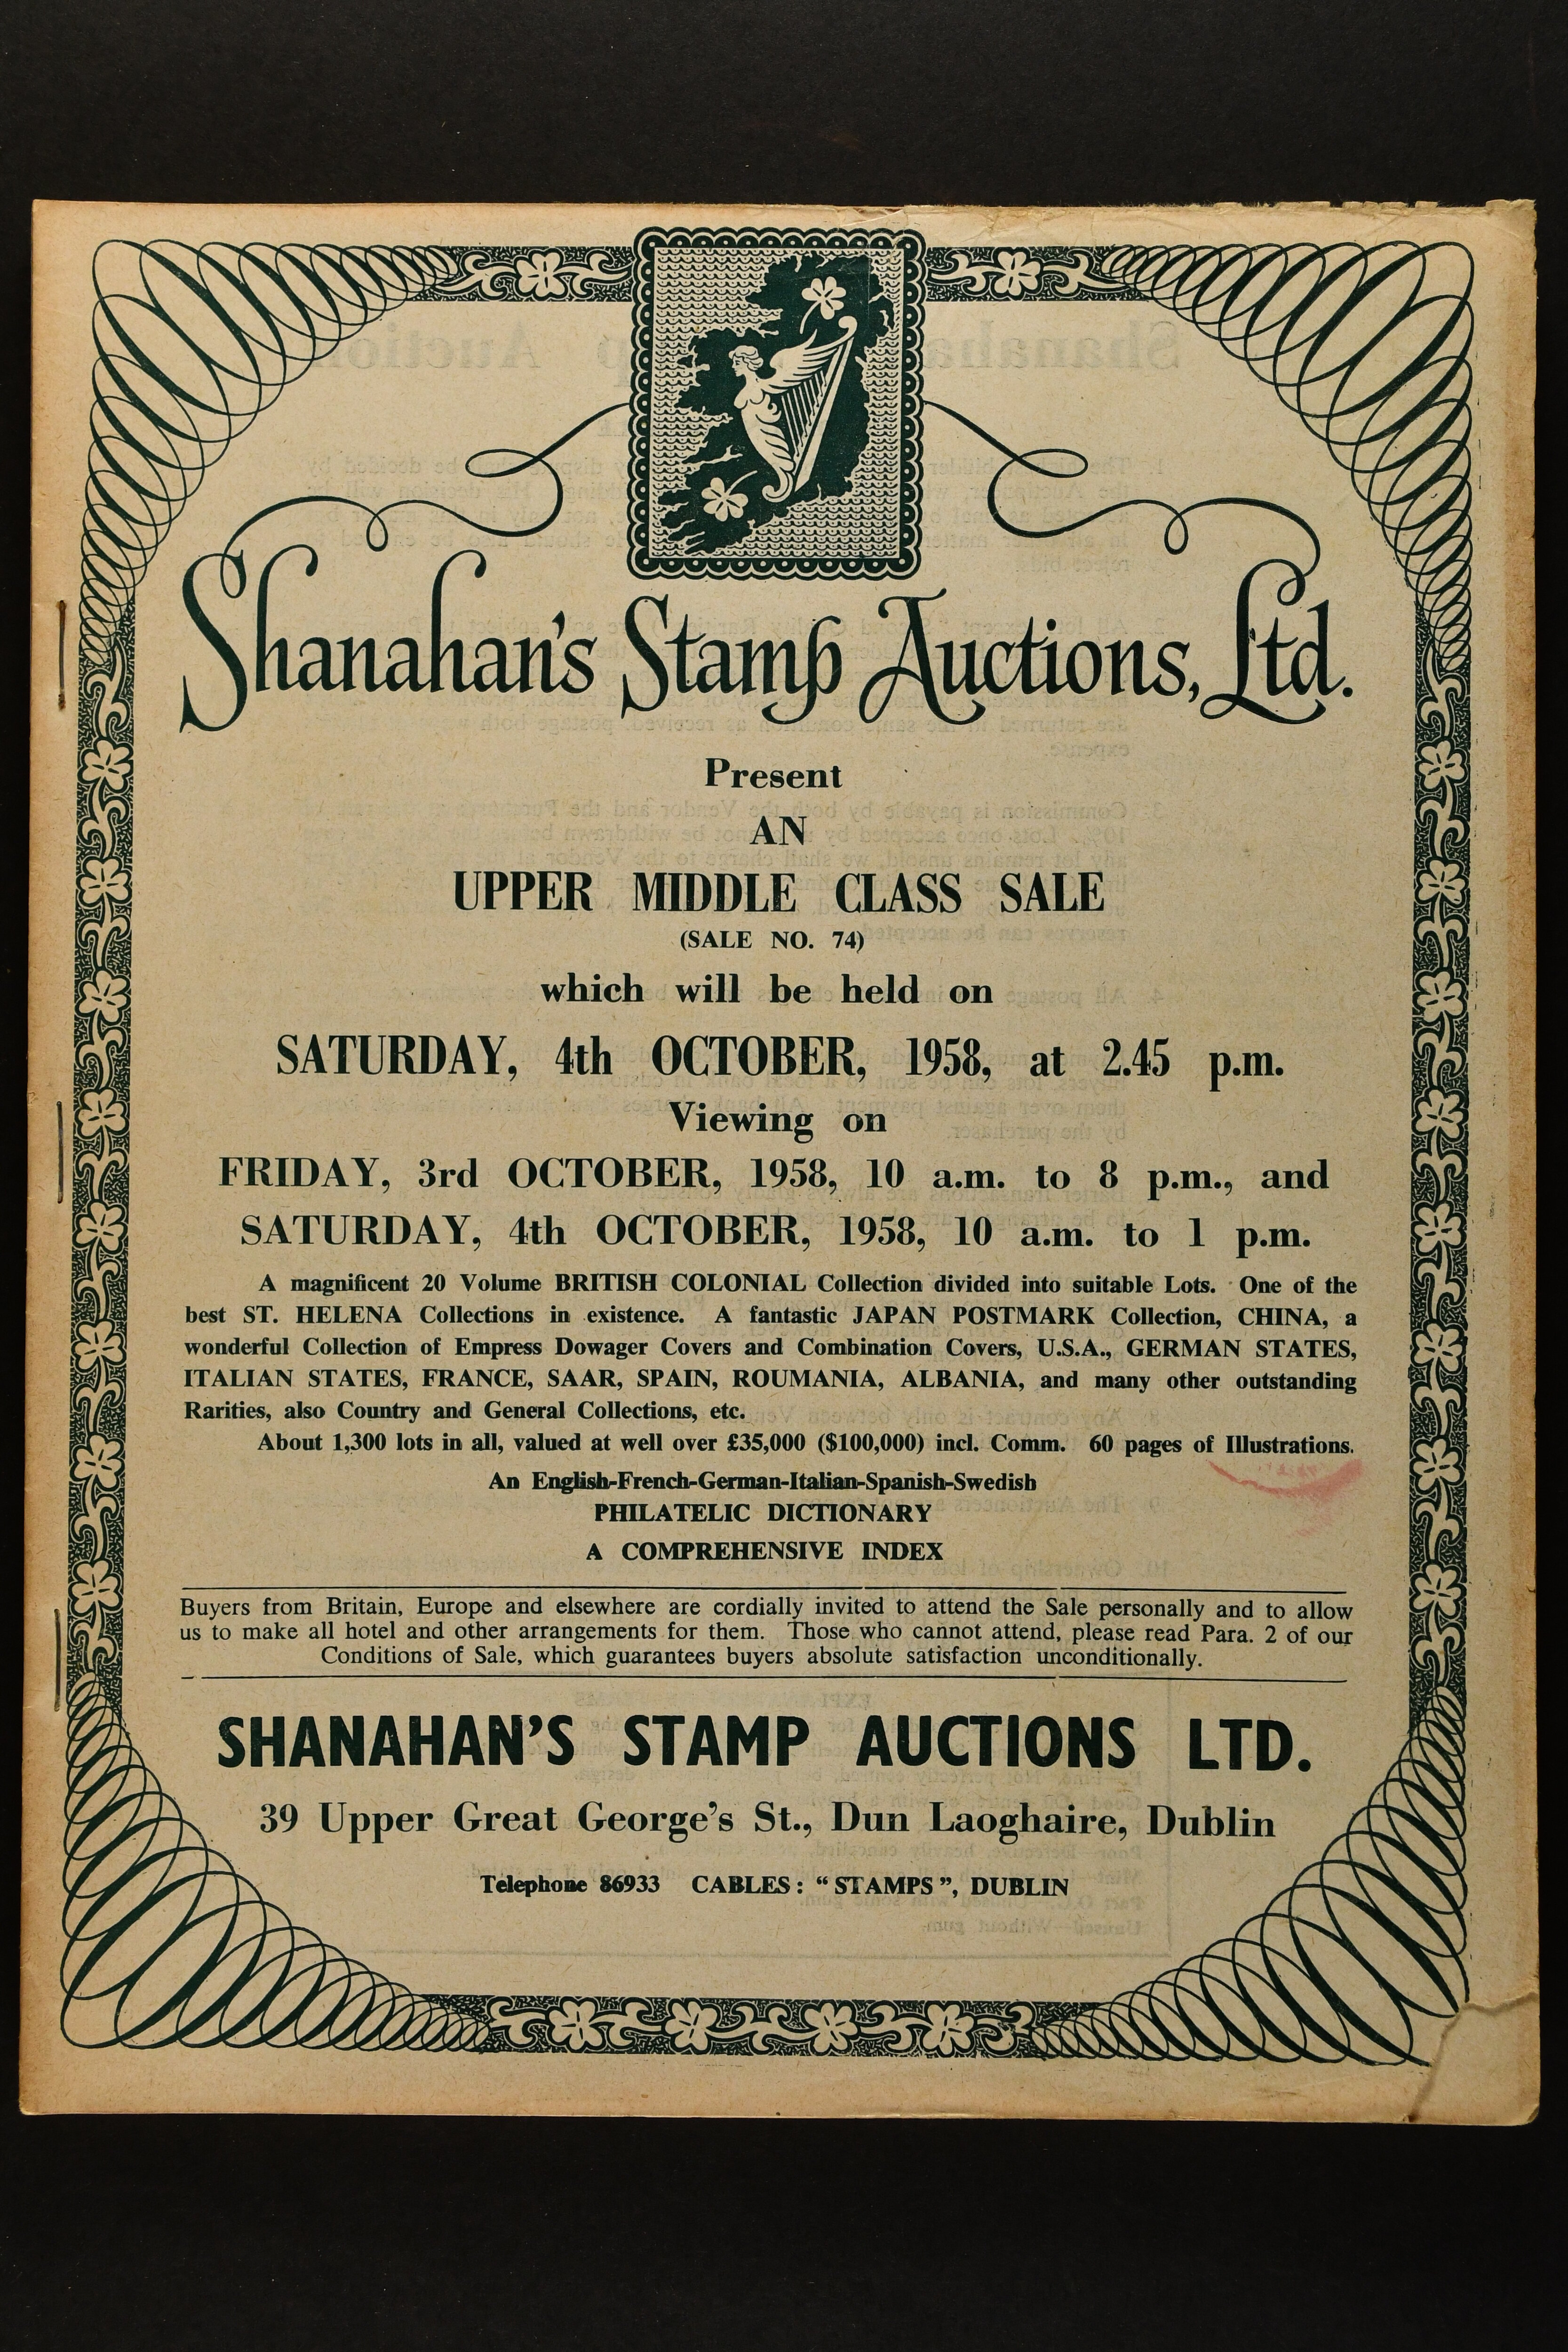 Shanahan's Stamp Auctions, Ltd.
Present
AN
UPPER MIDDLE CLASS SALE
(SALE NO. 74)
which will be held on
SATURDAY, 4th OCTOBER, 1958, at 2.45 p.m.
Viewing on
FRIDAY, 3rd OCTOBER, 1958, 10 a.m. to 8 p.m., and
SATURDAY, 4th OCTOBER, 1958, 10 a.m. to 1 p.m.
A magnificent 20 Volume BRITISH COLONIAL Collection divided into suitable Lots. One of the
best ST. HELENA Collections in existence. A fantastic JAPAN POSTMARK Collection, CHINA, a
wonderful Collection of Empress Dowager Covers and Combination Covers, U.S.A., GERMAN STATES,
ITALIAN STATES, FRANCE, SAAR, SPAIN, ROUMANIA, ALBANIA, and many other outstanding
Rarities, also Country and General Collections, etc.
About 1,300 lots in all, valued at well over £35,000 ($100,000) incl. Comm. 60 pages of Illustrations.
An English-French-German-Italian-Spanish-Swedish
PHILATELIC DICTIONARY
A COMPREHENSIVE INDEX
Buyers from Britain, Europe and elsewhere are cordially invited to attend the Sale personally and to allow
us to make all hotel and other arrangements for them. Those who cannot attend, please read Para. 2 of our
Conditions of Sale, which guarantees buyers absolute satisfaction unconditionally.
SHANAHAN'S STAMP AUCTIONS LTD.
39 Upper Great George's St., Dun Laoghaire, Dublin
Telephone 86933 CABLES: "STAMPS", DUBLIN